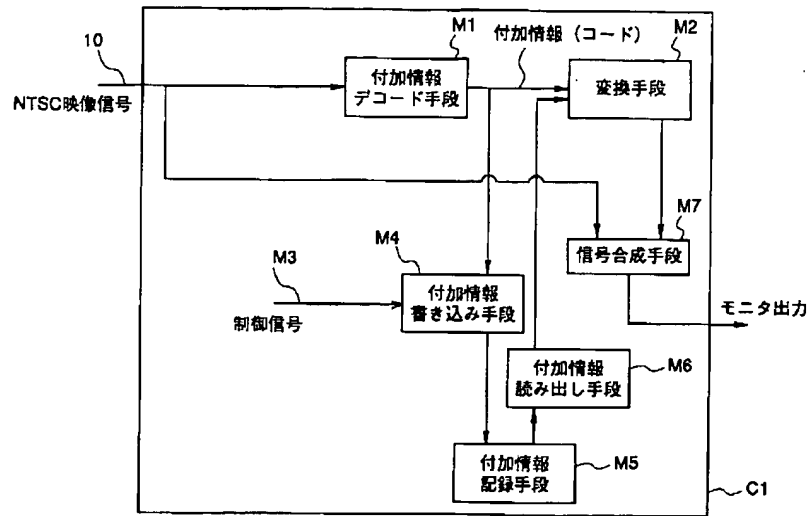 M1
付加情報（コード）
M2
10
NTSC映像信号
付加情報
デコード手段
変換手段
M7
信号合成手段
M4
M3
付加情報
書き込み手段
制御信号
モニタ出力
付加情報
読み出し手段
M6
付加情報
記録手段
M5
C1